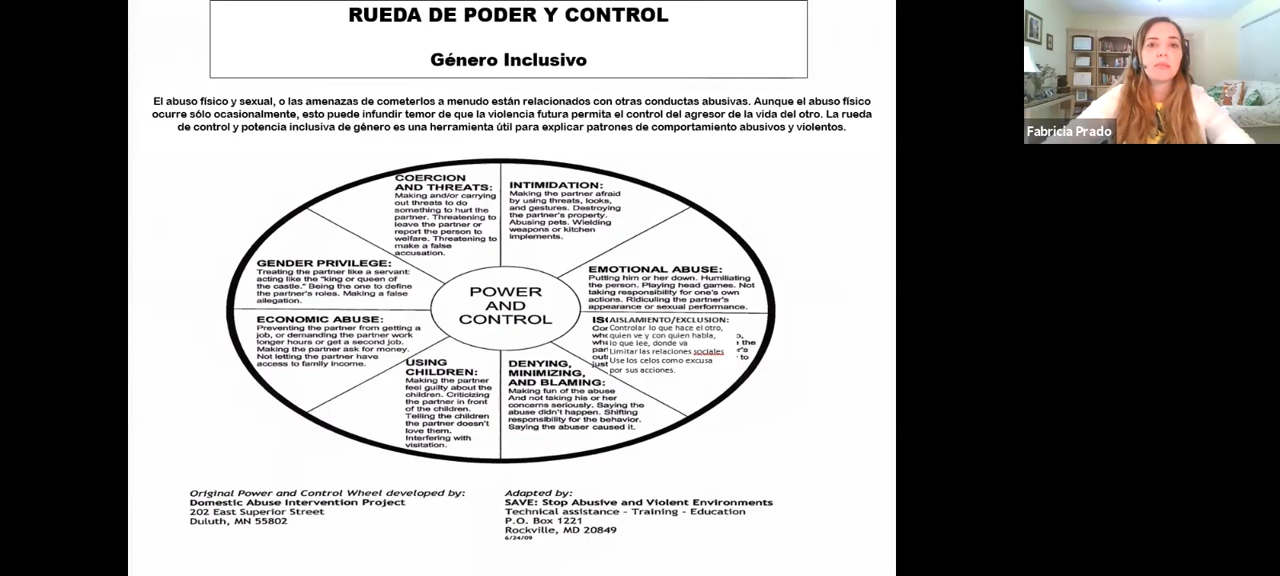 RUEDA DE PODER Y CONTROL
Género Inclusivo
El abuso físico y sexual, o las amenazas de cometerlos a menudo están relacionados con otras conductas abusivas. Aunque el abuso físico
ocurre sólo ocasionalmente, esto puede infundir temor de que la violencia futura permita el control del agresor de la vida del otro. La rueda
de control y potencia inclusiva de género es una herramienta útil para explicar patrones de comportamiento abusivos y violentos.
Fabricia Prado
COERCION
AND THREATS:
Making and/or carrying
out threats to do
something to hurt the
partner. Threatening to
leave the partner or
report the person to
welfare. Threatening to
make a false
accusation.
INTIMIDATION:
Making the partner afraid
by using threats, looks,
and gestures. Destroying
the partner's property.
Abusing pets. Wielding
weapons or kitchen
implements.
GENDER PRIVILEGE:
Treating the partner like a servant:
acting like the "king or queen of
the castle." Being the one to define
the partner's roles. Making a false
allegation.
EMOTIONAL ABUSE:
Putting him or her down. Humiliating
the person. Playing head games. Not
taking responsibility for one's own
actions. Ridiculing the partner's
appearance or sexual performance.
POWER
AND
CONTROL
ECONOMIC ABUSE:
Preventing the partner from getting a
job, or demanding the partner work
longer hours or get a second job.
Making the partner ask for money.
Not letting the partner have
access to family income.
AISLAMIENTO/EXCLUSION:
Controlar lo que hace el otro,
quien ve y con quien habla,
lo que lee, donde va
Limitar las relaciones sociales
Use los celos como excusa
por sus acciones.
the
to
USING
CHILDREN:
Making the partner
feel guilty about the
children. Criticizing
the partner in front
of the children.
Telling the children
the partner doesn't
love them.
Interfering with
visitation.
DENYING,
MINIMIZING,
AND BLAMING:
Making fun of the abuse
And not taking his or her
concerns seriously. Saying the
abuse didn't happen. Shifting
responsibility for the behavior.
Saying the abuser caused it.
Original Power and Control Wheel developed by:
Domestic Abuse Intervention Project
202 East Superior Street
Duluth, MN 55802
Adapted by:
SAVE: Stop Abusive and Violent Environments
Technical assistance - Training - Education
P.O. Box 1221
Rockville, MD 20849
6/24/09